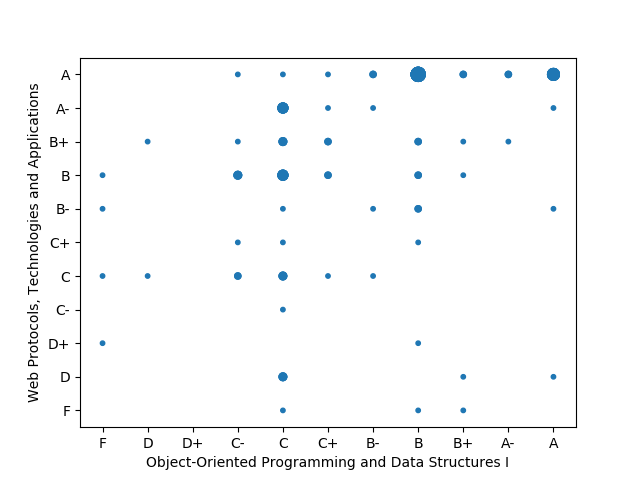 A
A-
B+
B
B-
C+
C
C-
D+
D
F
Web Protocols, Technologies and Applications
F D D+ C- C C+ B- B B+ A- A
Object-Oriented Programming and Data Structures I